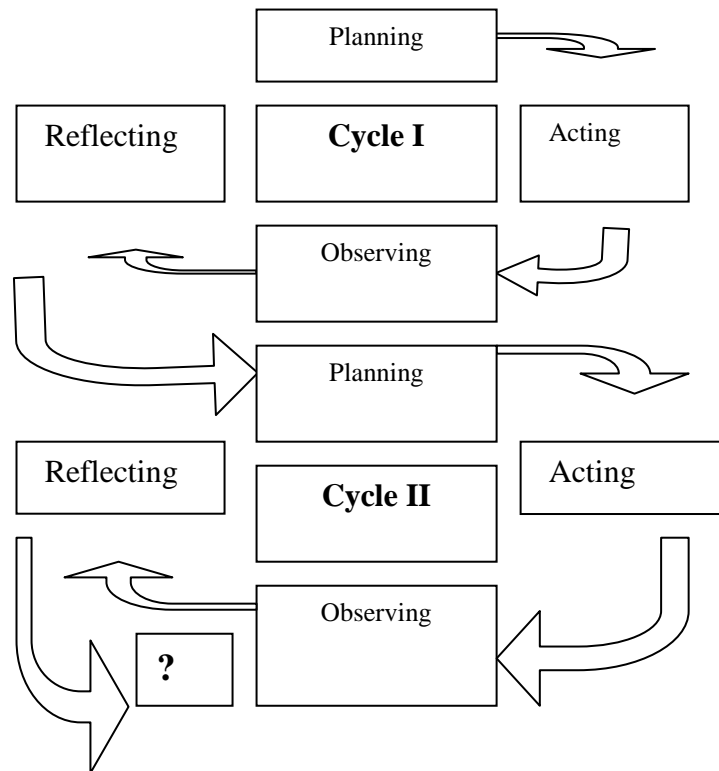 Planning
Reflecting
Cycle I
Acting
Observing
Planning
Reflecting
Cycle II
Acting
Observing
?